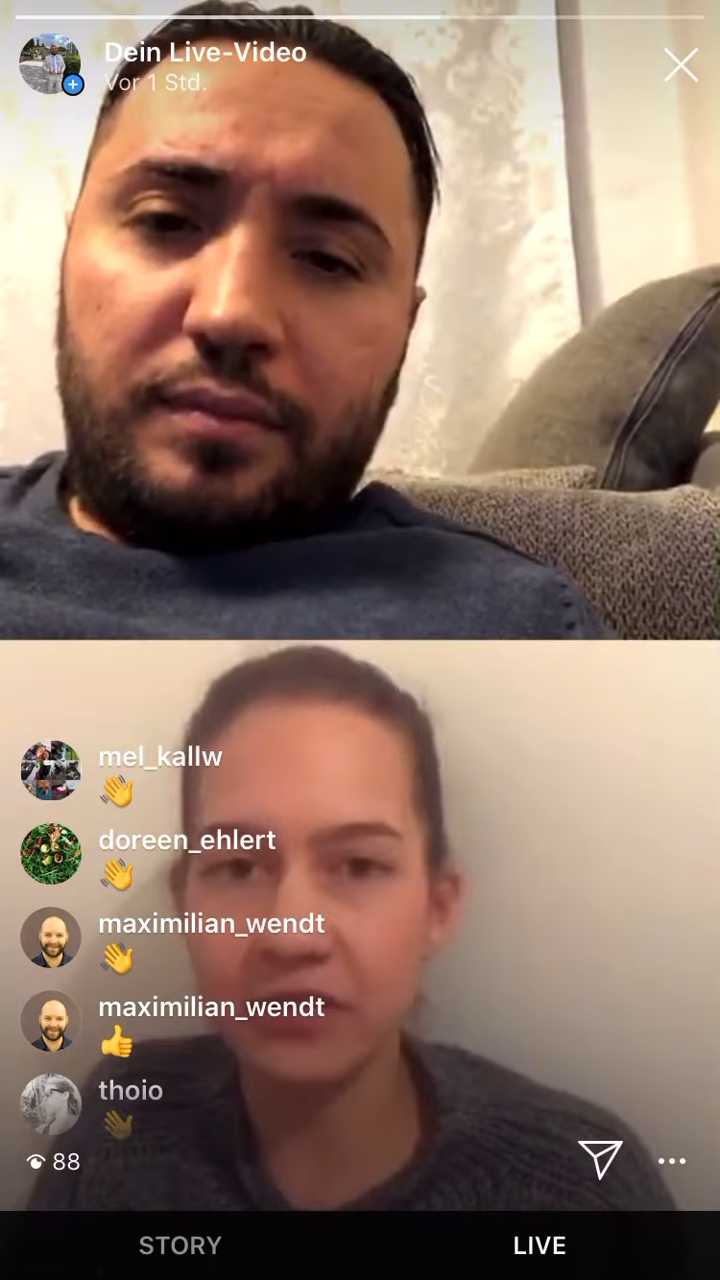 Dein Live-Video
Vor 1 Std.
mel_kallw
👋
doreen_ehlert
👋
maximilian_wendt
👋
maximilian_wendt
👍
thoio
👋
88
STORY
LIVE